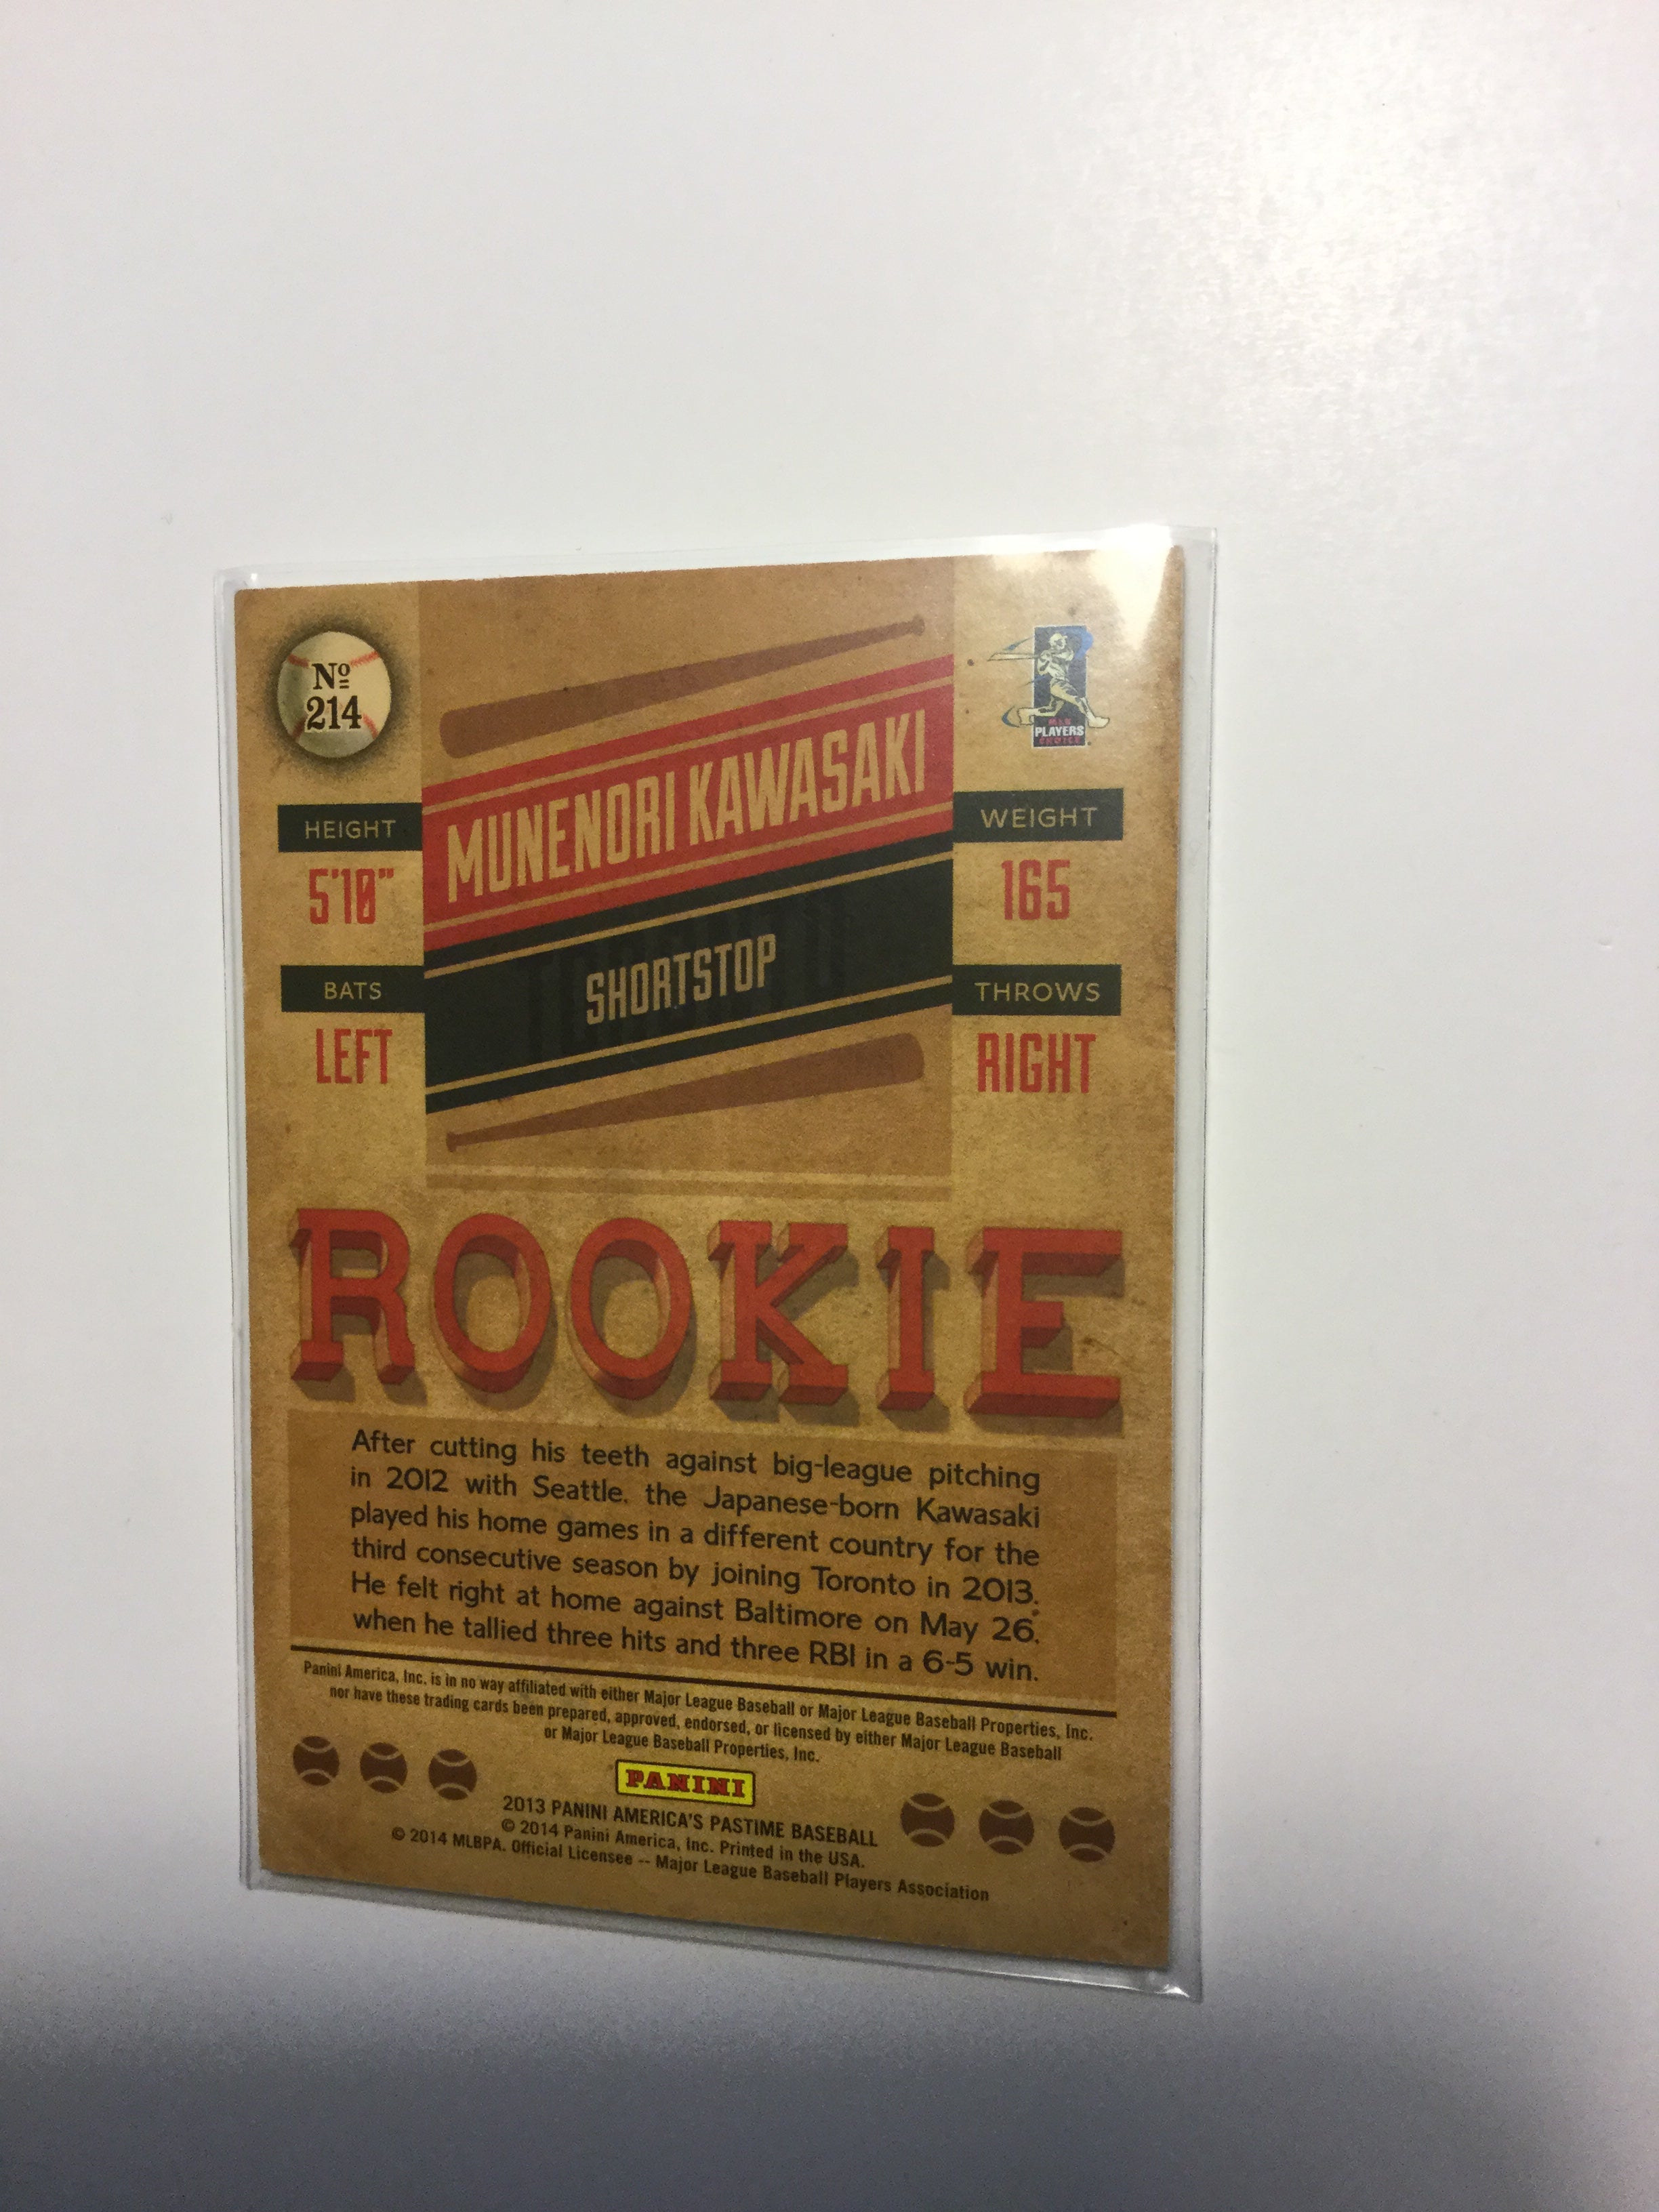 Nº
214
MLB
PLAYERS
CHOICE
MUNENORI KAWASAKI
SHORTSTOP
HEIGHT
5'10"
WEIGHT
165
BATS
LEFT
THROWS
RIGHT
ROOKIE
After cutting his teeth against big-league pitching
in 2012 with Seattle, the Japanese-born Kawasaki
played his home games in a different country for the
third consecutive season by joining Toronto in 2013.
He felt right at home against Baltimore on May 26,
when he tallied three hits and three RBI in a 6-5 win.
Panini America, Inc. is in no way affiliated with either Major League Baseball or Major League Baseball Properties, Inc.
nor have these trading cards been prepared, approved, endorsed, or licensed by either Major League Baseball
or Major League Baseball Properties, Inc.
PANINI
2013 PANINI AMERICA'S PASTIME BASEBALL
© 2014 Panini America, Inc. Printed in the USA.
© 2014 MLBPA. Official Licensee -- Major League Baseball Players Association